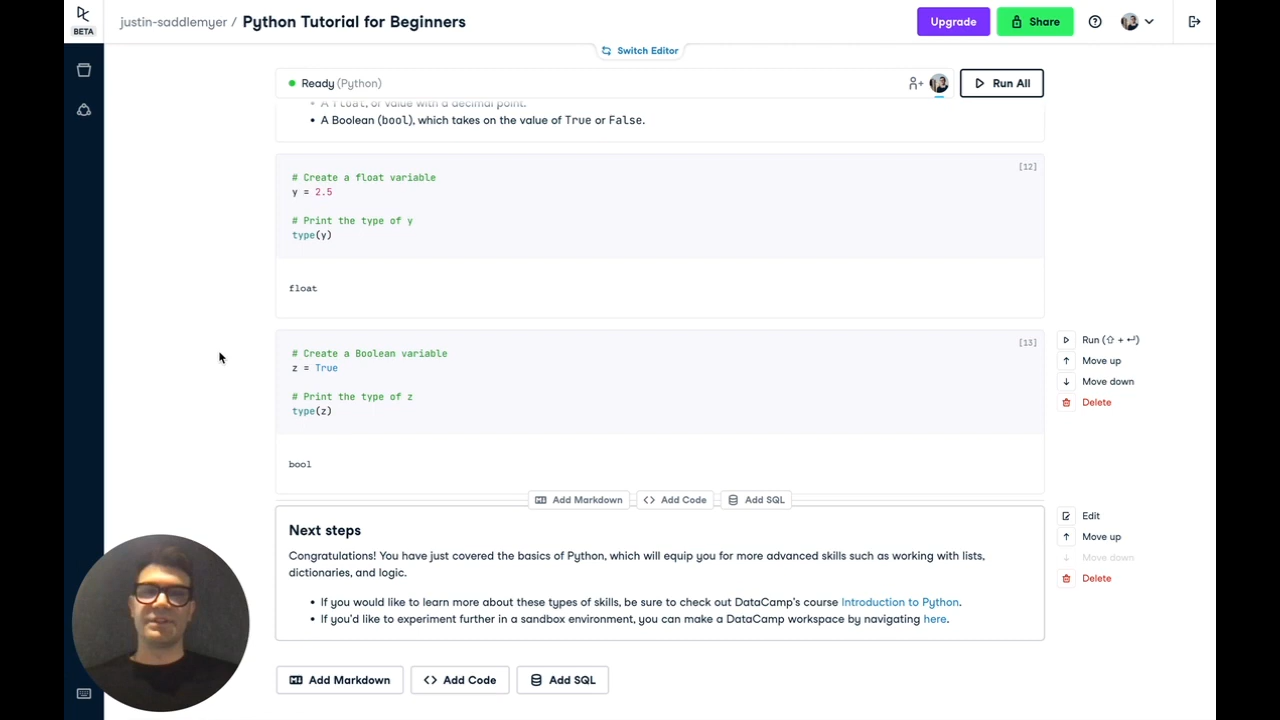 BETA
justin-saddlemyer / Python Tutorial for Beginners
Upgrade
Share
Switch Editor
Ready (Python)
Run All
A float, or value with a decimal point.
• A Boolean (bool), which takes on the value of True or False.
[12]
# Create a float variable
y = 2.5
# Print the type of y
type(y)
float
[13]
# Create a Boolean variable
z = True
# Print the type of z
type(z)
bool
Run (⇧ + ↵)
Move up
Move down
Delete
Add Markdown
Add Code
Add SQL
Next steps
Congratulations! You have just covered the basics of Python, which will equip you for more advanced skills such as working with lists,
dictionaries, and logic.
• If you would like to learn more about these types of skills, be sure to check out DataCamp's course Introduction to Python.
• If you'd like to experiment further in a sandbox environment, you can make a DataCamp workspace by navigating here.
Edit
Move up
Move down
Delete
Add Markdown
Add Code
Add SQL